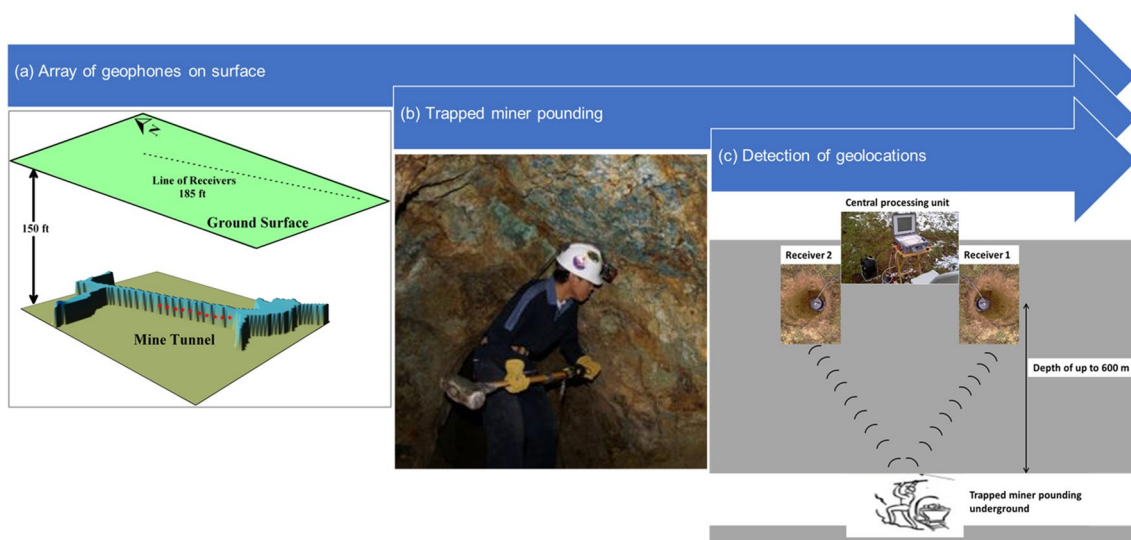 (a) Array of geophones on surface
(b) Trapped miner pounding
(c) Detection of geolocations
Z
Line of Receivers
185 ft
Ground Surface
150 ft
Mine Tunnel
Central processing unit
Receiver 2
Receiver 1
Depth of up to 600 m
Trapped miner pounding
underground